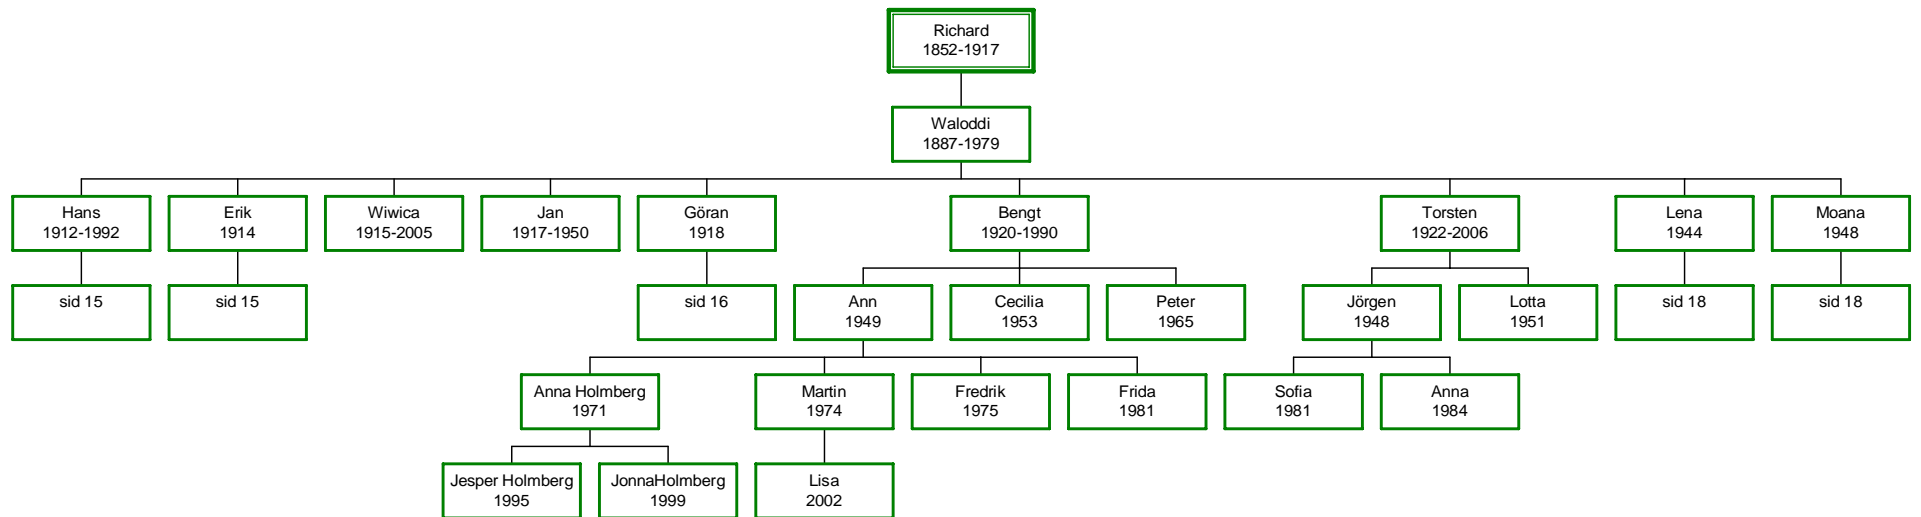 Richard
1852-1917
Waloddi
1887-1979
Hans
1912-1992
Erik
1914
Wiwica
1915-2005
Jan
1917-1950
Göran
1918
Bengt
1920-1990
Torsten
1922-2006
Lena
1944
Moana
1948
sid 15
sid 15
sid 16
Ann
1949
Cecilia
1953
Peter
1965
Jörgen
1948
Lotta
1951
sid 18
sid 18
Anna Holmberg
1971
Martin
1974
Fredrik
1975
Frida
1981
Sofia
1981
Anna
1984
Jesper Holmberg
1995
JonnaHolmberg
1999
Lisa
2002